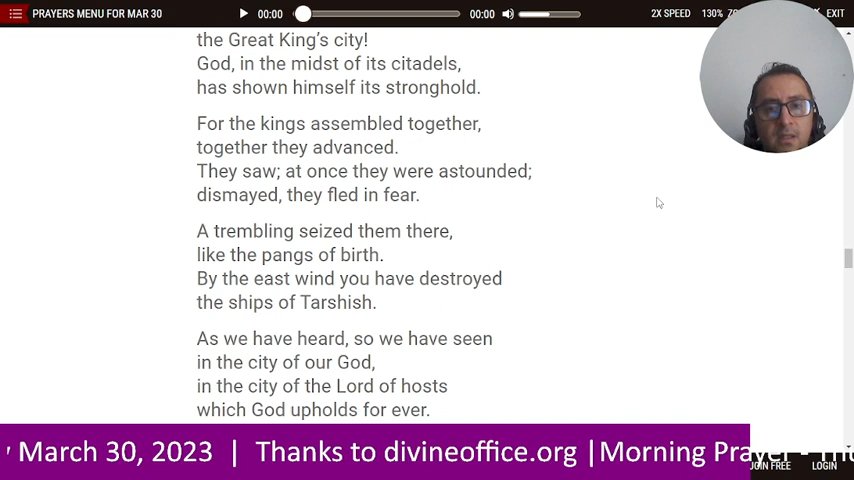 PRAYERS MENU FOR MAR 30
00:00
00:00
2X SPEED
130%
EXIT
the Great King's city!
God, in the midst of its citadels,
has shown himself its stronghold.
For the kings assembled together,
together they advanced.
They saw; at once they were astounded;
dismayed, they fled in fear.
A trembling seized them there,
like the pangs of birth.
By the east wind you have destroyed
the ships of Tarshish.
As we have heard, so we have seen
in the city of our God,
in the city of the Lord of hosts
which God upholds for ever.
March 30, 2023 | Thanks to divineoffice.org |Morning Prayer -
JOIN FREE
LOGIN